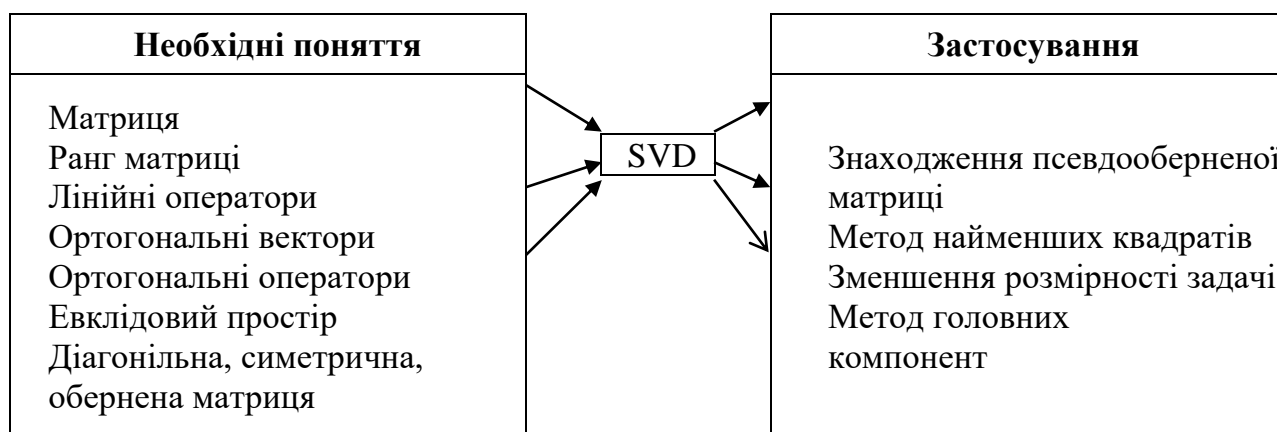 Необхідні поняття
Матриця
Ранг матриці
Лінійні оператори
Ортогональні вектори
Ортогональні оператори
Евклідовий простір
Діагонільна, симетрична,
обернена матриця
SVD
Застосування
Знаходження псевдооберненої
матриці
Метод найменших квадратів
Зменшення розмірності задачі
Метод головних
компонент